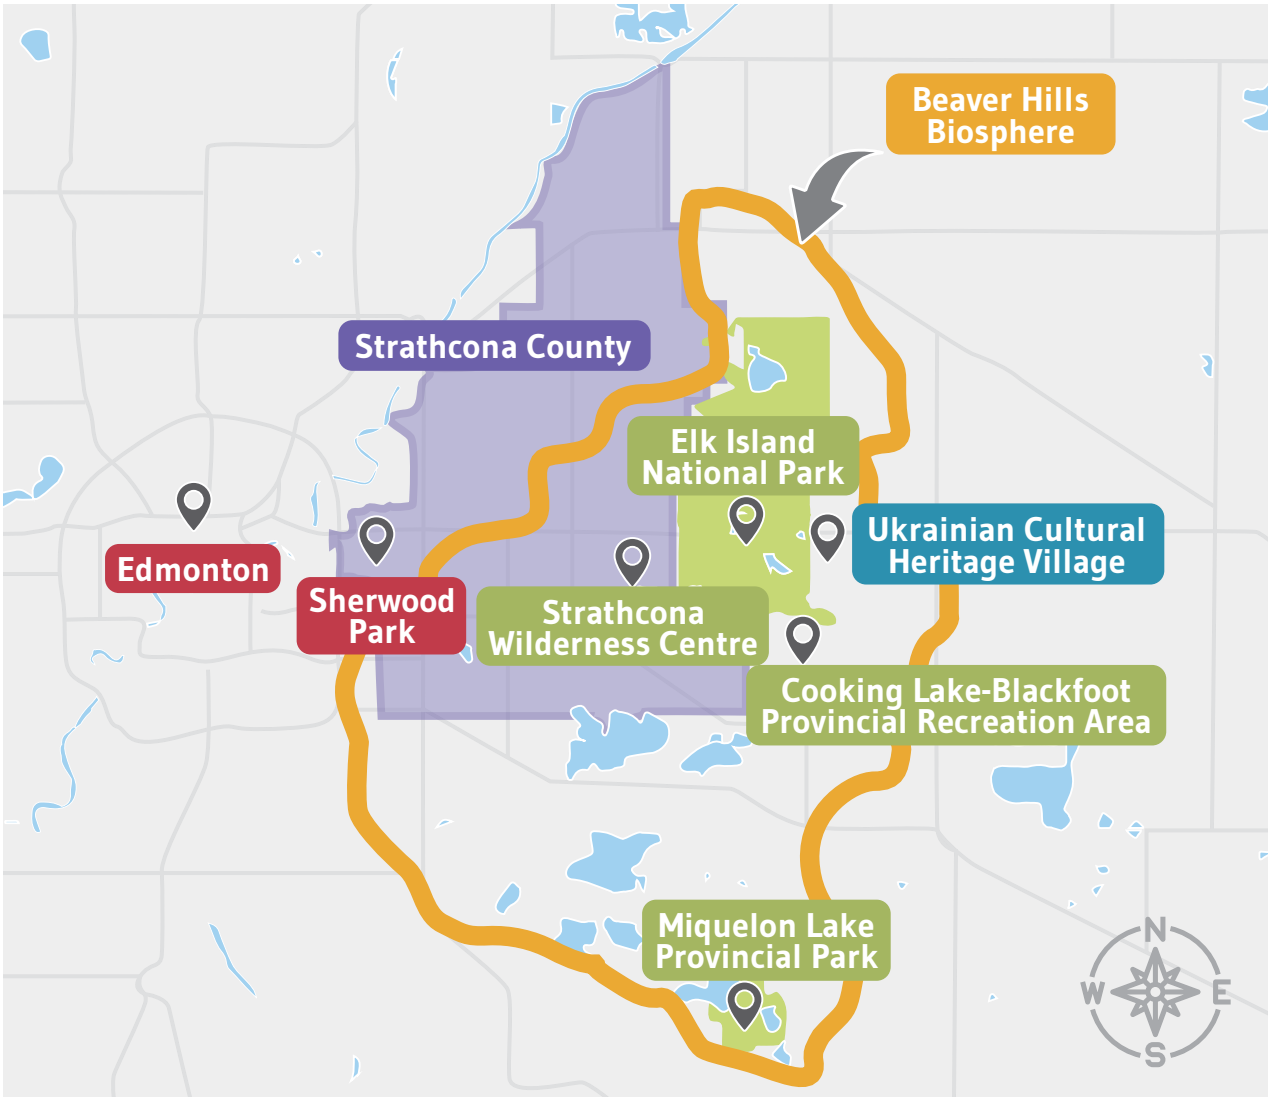 Beaver Hills
Biosphere
Strathcona County
Elk Island
National Park
Ukrainian Cultural
Heritage Village
Edmonton
Sherwood
Park
Strathcona
Wilderness Centre
Cooking Lake-Blackfoot
Provincial Recreation Area
Miquelon Lake
Provincial Park
N
W E
S